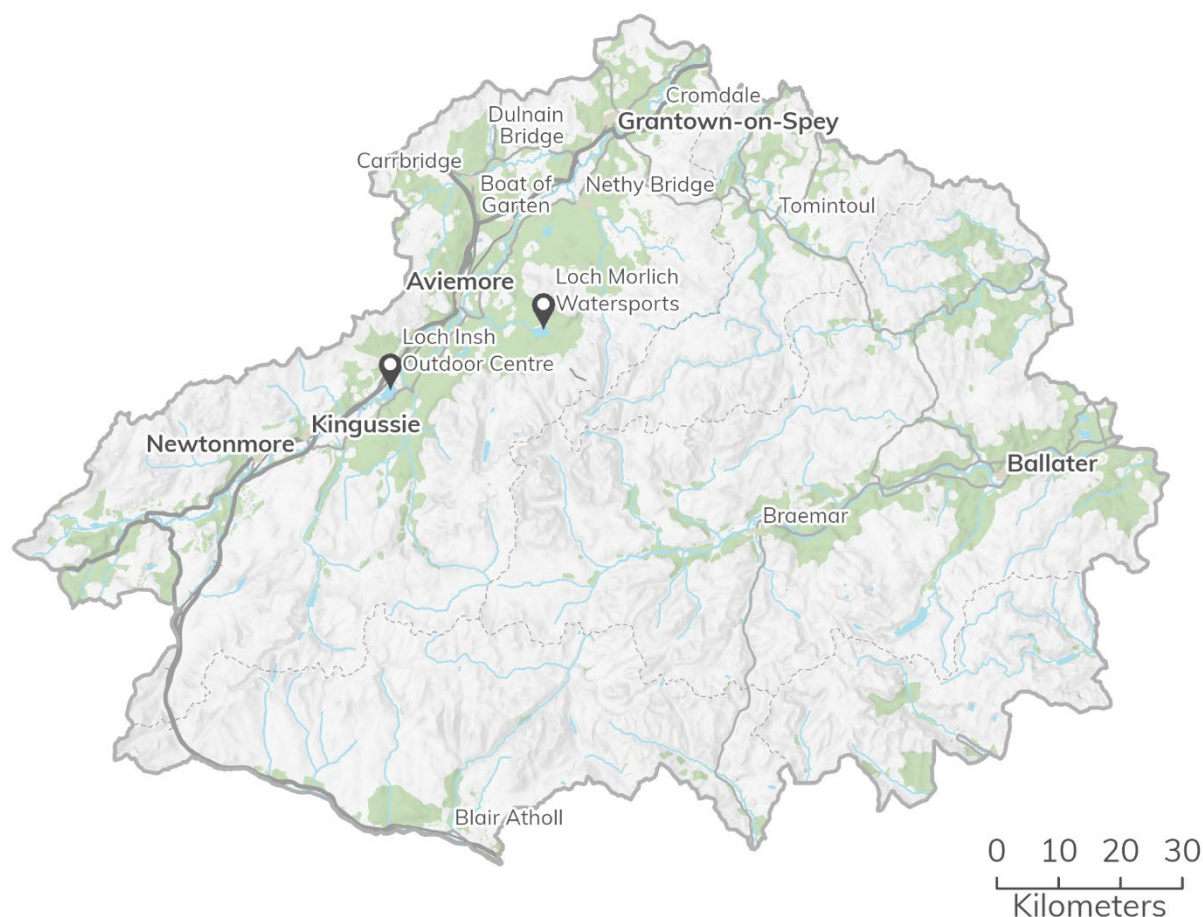 Cromdale
Dulnain
Bridge
Grantown-on-Spey
Carrbridge
Boat of
Garten
Nethy Bridge
Tomintoul
Aviemore
Loch Morlich
Watersports
Loch Insh
Outdoor Centre
Kingussie
Newtonmore
Ballater
Braemar
Blair Atholl
0 10 20 30
Kilometers